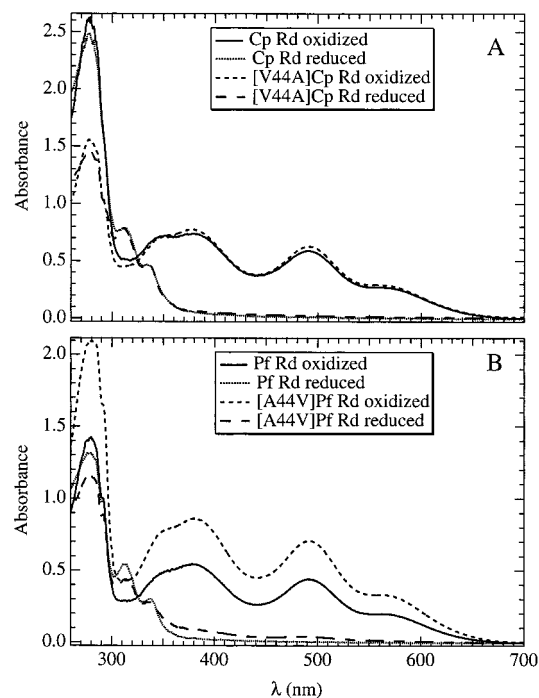 A
Cp Rd oxidized
Cp Rd reduced
[V44A]Cp Rd oxidized
[V44A]Cp Rd reduced
Absorbance
2.5
2.0
1.5
1.0
0.5
0.0
B
Pf Rd oxidized
Pf Rd reduced
[A44V]Pf Rd oxidized
[A44V]Pf Rd reduced
Absorbance
2.0
1.5
1.0
0.5
0.0
300 400 500 600 700
λ (nm)